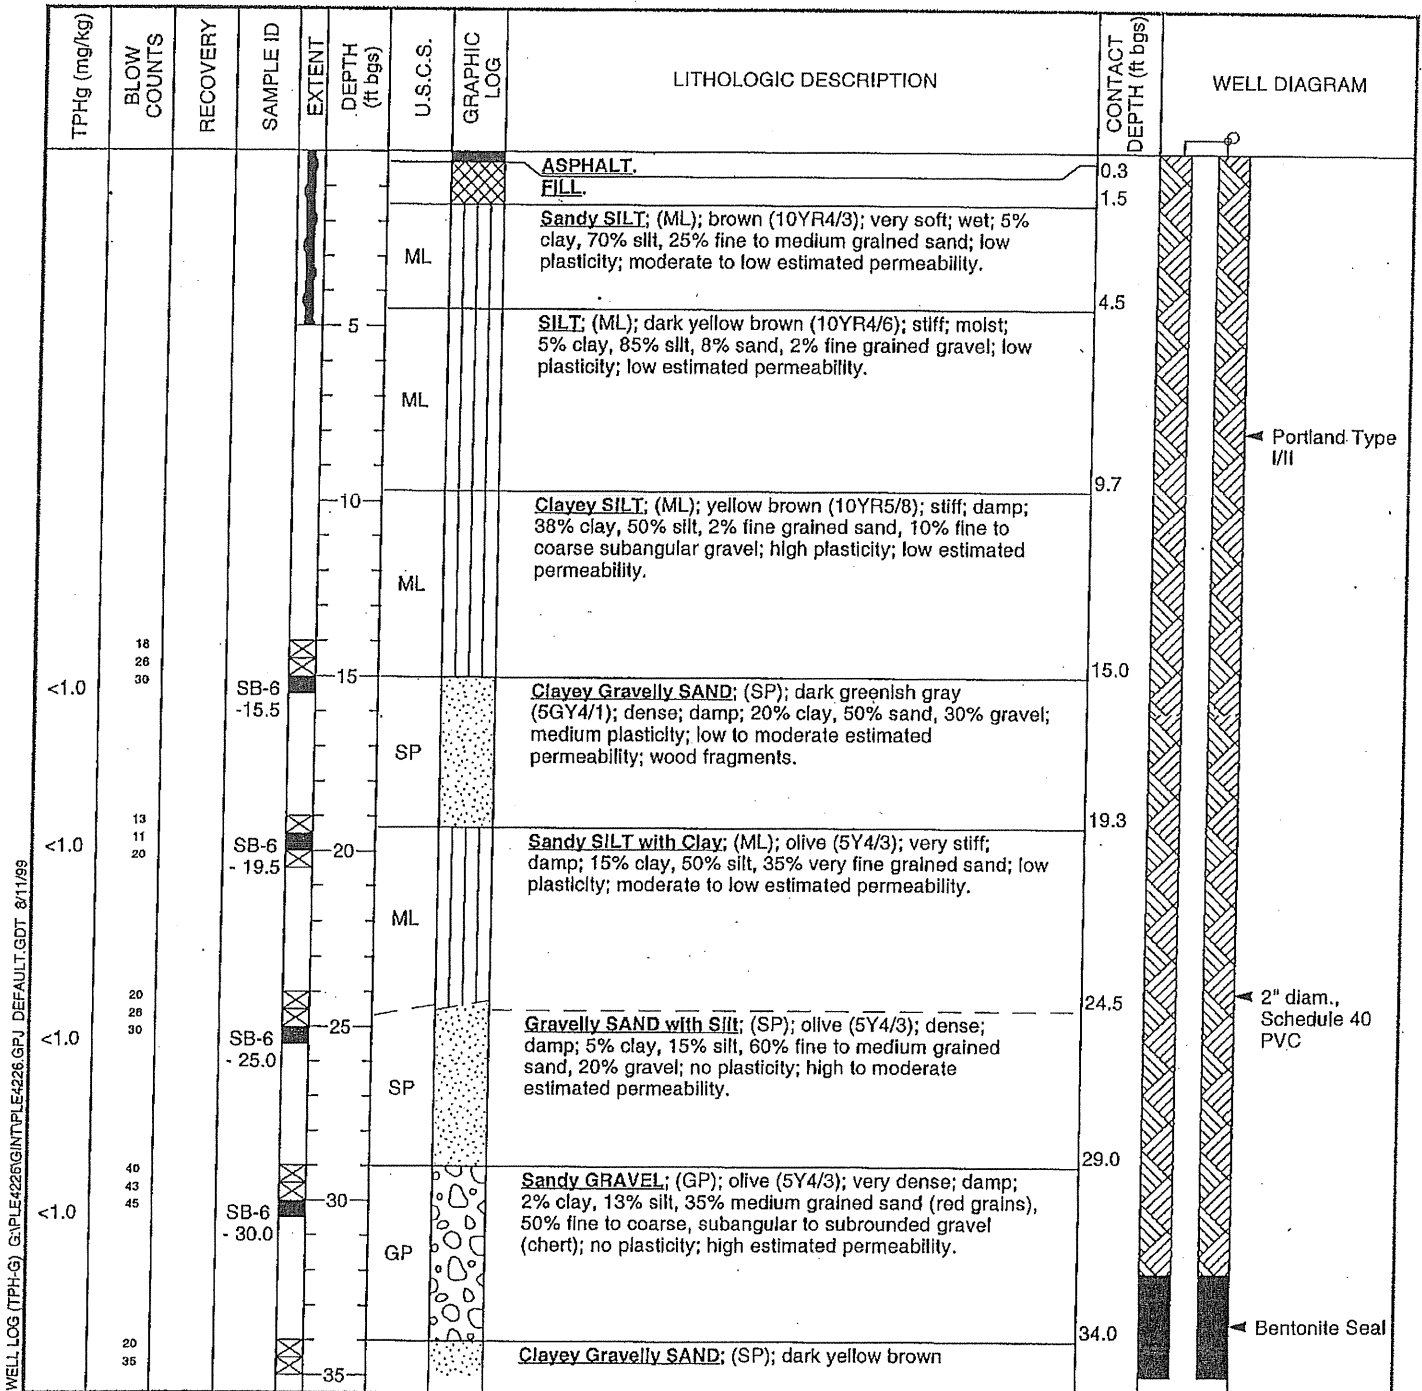 TPHg (mg/kg)
BLOW
COUNTS
RECOVERY
SAMPLE ID
EXTENT
DEPTH
(ft bgs)
U.S.C.S.
GRAPHIC
LOG
LITHOLOGIC DESCRIPTION
CONTACT
DEPTH (ft bgs)
WELL DIAGRAM
ASPHALT.
0.3
FILL.
1.5
Sandy SILT; (ML); brown (10YR4/3); very soft; wet; 5%
clay, 70% silt, 25% fine to medium grained sand; low
plasticity; moderate to low estimated permeability.
ML
4.5
5
SILT; (ML); dark yellow brown (10YR4/6); stiff; moist;
5% clay, 85% silt, 8% sand, 2% fine grained gravel; low
plasticity; low estimated permeability.
ML
Portland Type
I/II
9.7
10
Clayey SILT; (ML); yellow brown (10YR5/8); stiff; damp;
38% clay, 50% silt, 2% fine grained sand, 10% fine to
coarse subangular gravel; high plasticity; low estimated
permeability.
ML
18
26
30
<1.0
SB-6
-15.5
15
15.0
Clayey Gravelly SAND; (SP); dark greenish gray
(5GY4/1); dense; damp; 20% clay, 50% sand, 30% gravel;
medium plasticity; low to moderate estimated
permeability; wood fragments.
SP
13
11
20
<1.0
SB-6
- 19.5
20
19.3
Sandy SILT with Clay; (ML); olive (5Y4/3); very stiff;
damp; 15% clay, 50% silt, 35% very fine grained sand; low
plasticity; moderate to low estimated permeability.
ML
20
28
30
<1.0
SB-6
- 25.0
25
24.5
2" diam.,
Schedule 40
PVC
Gravelly SAND with Silt; (SP); olive (5Y4/3); dense;
damp; 5% clay, 15% silt, 60% fine to medium grained
sand, 20% gravel; no plasticity; high to moderate
estimated permeability.
SP
29.0
40
43
45
<1.0
SB-6
- 30.0
30
Sandy GRAVEL; (GP); olive (5Y4/3); very dense; damp;
2% clay, 13% silt, 35% medium grained sand (red grains),
50% fine to coarse, subangular to subrounded gravel
(chert); no plasticity; high estimated permeability.
GP
34.0
Bentonite Seal
20
35
35
Clayey Gravelly SAND; (SP); dark yellow brown
WELL LOG (TPH-G) G:\PLE4226\GINT\PLE4226.GPJ DEFAULT.GDT 8/11/99